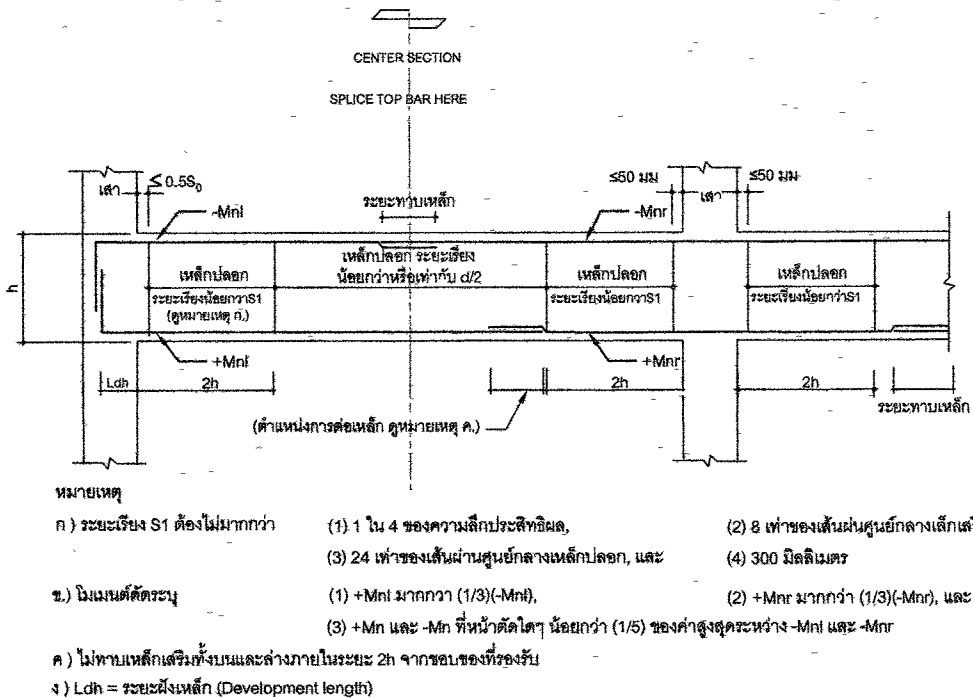 CENTER SECTION
SPLICE TOP BAR HERE
เสา
≤ 0.5S0
ระยะทาบเหล็ก
≤50 มม
เสา
≤50 มม
-Mnl
-Mnr
h
เหล็กปลอก
ระยะเรียงน้อยกว่าS1
(ดูหมายเหตุ ก.)
เหล็กปลอก ระยะเรียง
น้อยกว่าหรือเท่ากับ d/2
เหล็กปลอก
ระยะเรียงน้อยกว่าS1
เหล็กปลอก
ระยะเรียงน้อยกว่าS1
+Mnl
+Mnr
Ldh
2h
2h
2h
ระยะทาบเหล็ก
(ตำแหน่งการต่อเหล็ก ดูหมายเหตุ ค.)
หมายเหตุ
ก ) ระยะเรียง S1 ต้องไม่มากกว่า (1) 1 ใน 4 ของความลึกประสิทธิผล, (2) 8 เท่าของเส้นผ่นศูนย์กลางเล็กเส
(3) 24 เท่าของเส้นผ่านศูนย์กลางเหล็กปลอก, และ (4) 300 มิลลิเมตร
ข.) โมเมนต์ดัดระบุ (1) +Mnl มากกวา (1/3)(-Mnl), (2) +Mnr มากกว่า (1/3)(-Mnr), และ
(3) +Mn และ -Mn ที่หน้าตัดใดๆ น้อยกว่า (1/5) ของค่าสูงสุดระหว่าง -Mnl และ -Mnr
ค ) ไม่ทาบเหล็กเสริมทั้งบนและล่างภายในระยะ 2h จากขอบของที่รองรับ
ง ) Ldh = ระยะฝังเหล็ก (Development length)